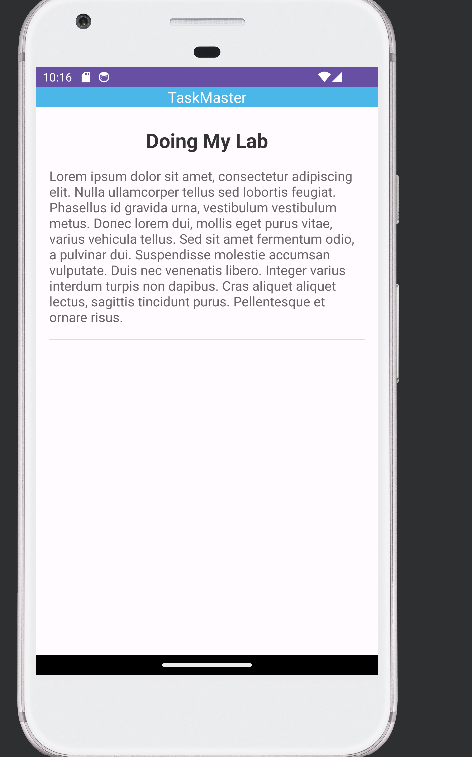 10:16
TaskMaster
Doing My Lab
Lorem ipsum dolor sit amet, consectetur adipiscing
elit. Nulla ullamcorper tellus sed lobortis feugiat.
Phasellus id gravida urna, vestibulum vestibulum
metus. Donec lorem dui, mollis eget purus vitae,
varius vehicula tellus. Sed sit amet fermentum odio,
a pulvinar dui. Suspendisse molestie accumsan
vulputate. Duis nec venenatis libero. Integer varius
interdum turpis non dapibus. Cras aliquet aliquet
lectus, sagittis tincidunt purus. Pellentesque et
ornare risus.